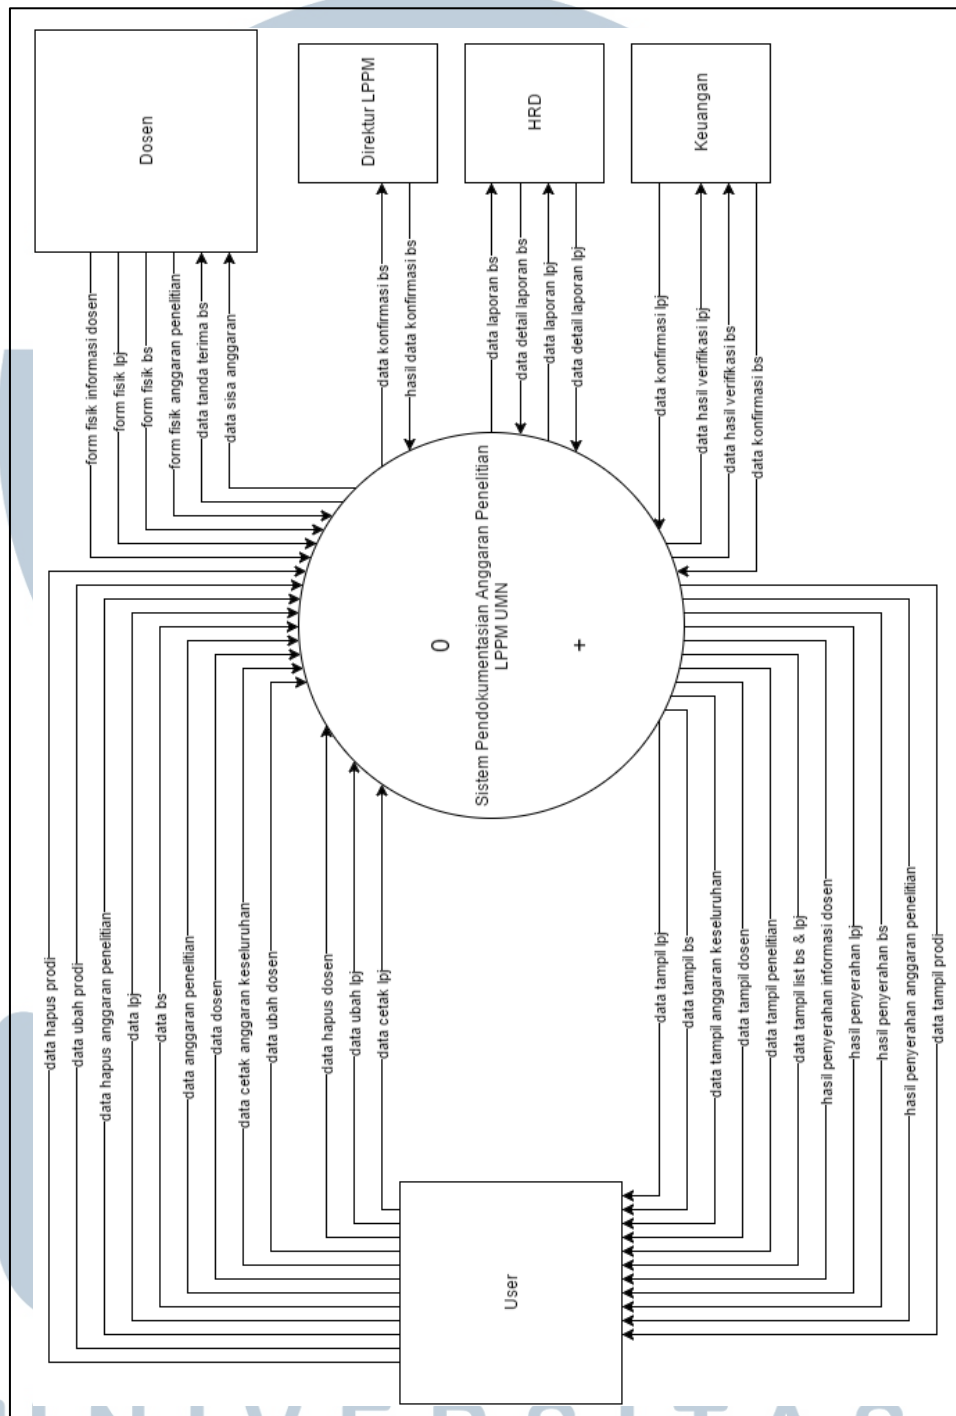 Dosen
Direktur LPPM
HRD
Keuangan
form fisik informasi dosen
form fisik lpj
form fisik bs
form fisik anggaran penelitian
data tanda terima bs
data sisa anggaran
data konfirmasi bs
hasil data konfirmasi bs
data laporan bs
data detail laporan bs
data laporan lpj
data detail laporan lpj
data konfirmasi lpj
data hasil verifikasi lpj
data hasil verifikasi bs
data konfirmasi bs
Sistem Pendokumentasian Anggaran Penelitian
LPPM UMN
0
+
data hapus prodi
data ubah prodi
data hapus anggaran penelitian
data lpj
data bs
data anggaran penelitian
data dosen
data cetak anggaran keseluruhan
data ubah dosen
data hapus dosen
data ubah lpj
data cetak lpj
data tampil lpj
data tampil bs
data tampil anggaran keseluruhan
data tampil dosen
data tampil penelitian
data tampil list bs & lpj
hasil penyerahan informasi dosen
hasil penyerahan lpj
hasil penyerahan bs
hasil penyerahan anggaran penelitian
data tampil prodi
User